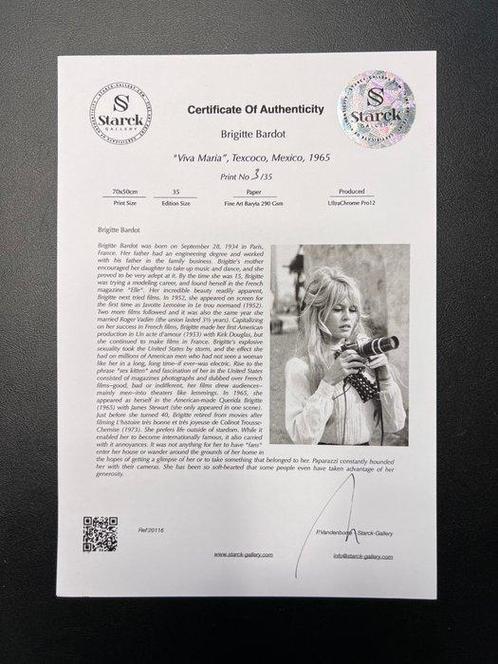 Starck
GALLERY
Starck
GALLERY
Certificate Of Authenticity
Brigitte Bardot
"Viva Maria", Texcoco, Mexico, 1965
Print No 3/35
70x50cm 35 Paper Produced
Print Size Edition Size Fine Art Baryta 290 Gsm UltraChrome Pro12
Brigitte Bardot
Brigitte Bardot was born on September 28, 1934 in Paris,
France. Her father had an engineering degree and worked
with his father in the family business. Brigitte's mother
encouraged her daughter to take up music and dance, and she
proved to be very adept at it. By the time she was 15, Brigitte
was trying a modeling career, and found herself in the French
magazine "Elle". Her incredible beauty readily apparent,
Brigitte next tried films. In 1952, she appeared on screen for
the first time as Javotte Lemoine in Le trou normand (1952).
Two more films followed and it was also the same year she
married Roger Vadim (the union lasted 3½ years). Capitalizing
on her success in French films, Brigitte made her first American
production in Un acte d'amour (1953) with Kirk Douglas, but
she continued to make films in France. Brigitte's explosive
sexuality took the United States by storm, and the effect she
had on millions of American men who had not seen a woman
like her in a long, long time-if ever-was electric. Rise to the
phrase "sex kitten" and fascination of her in the United States
consisted of magazines photographs and dubbed over French
films-good, bad or indifferent, her films drew audiences-
mainly men-into theaters like lemmings. In 1965, she
appeared as herself in the American-made Querida Brigitte
(1965) with James Stewart (she only appeared in one scene).
Just before she turned 40, Brigitte retired from movies after
filming L'histoire très bonne et très joyeuse de Colinot Trousse-
Chemise (1973). She prefers life outside of stardom. While it
enabled her to become internationally famous, it also carried
with it annoyances. It was not anything for her to have "fans"
enter her house or wander around the grounds of her home in
the hopes of getting a glimpse of her or to take something that belonged to her. Paparazzi constantly hounded
her with their cameras. She has been so soft-hearted that some people even have taken advantage of her
generosity.
Ref:20116
P.Vandenborn Starck-Gallery
www.starck-gallery.com
info@starck-gallery.com